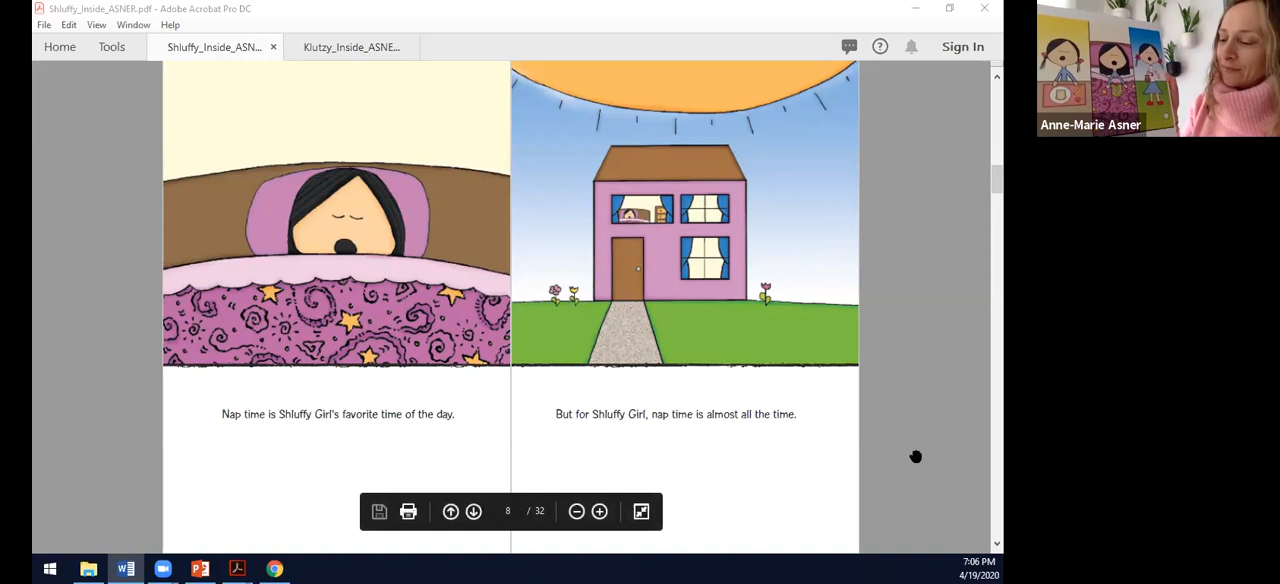 Shluffy_Inside_ASNER.pdf - Adobe Acrobat Pro DC
File Edit View Window Help
Home Tools Shluffy_Inside_ASN... × Klutzy_Inside_ASNE... Sign In
Anne-Marie Asner
Nap time is Shluffy Girl's favorite time of the day.
But for Shluffy Girl, nap time is almost all the time.
8 / 32
7:06 PM
4/19/2020